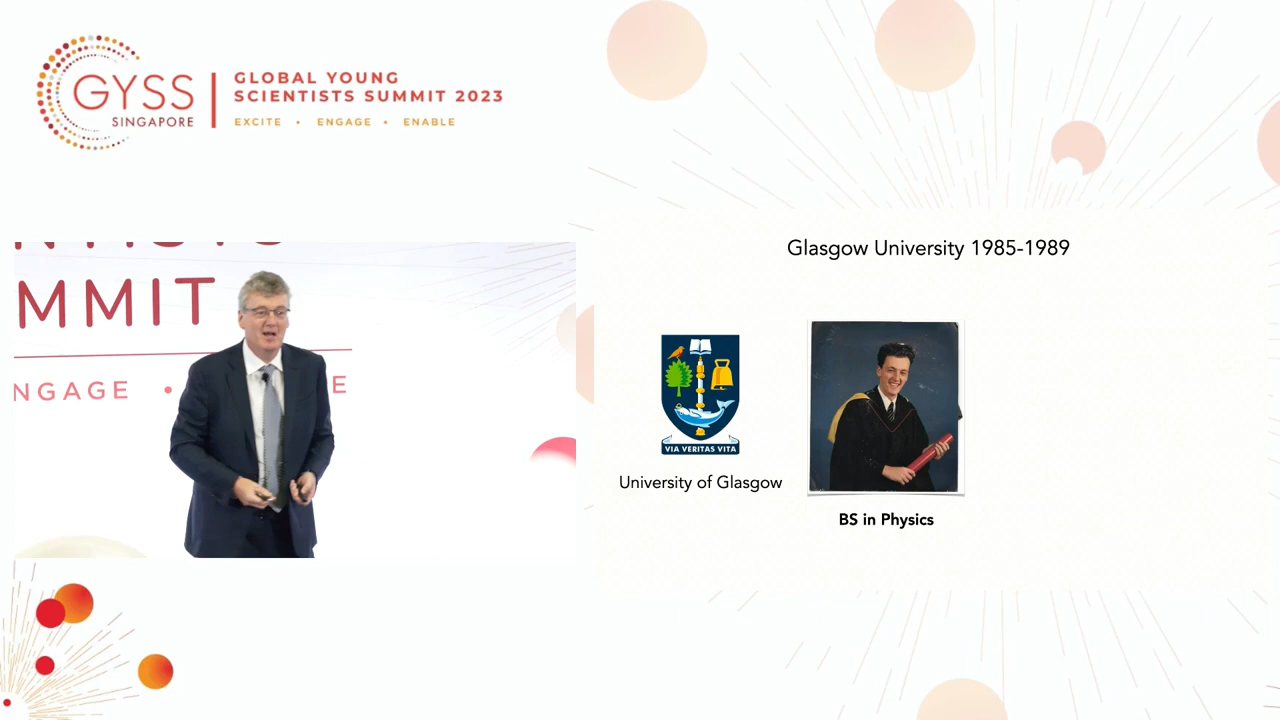 GYSS
SINGAPORE
GLOBAL YOUNG
SCIENTISTS SUMMIT 2023
EXCITE • ENGAGE • ENABLE
MMIT
NGAGE •
E
Glasgow University 1985-1989
VIA VERITAS VITA
University of Glasgow
BS in Physics